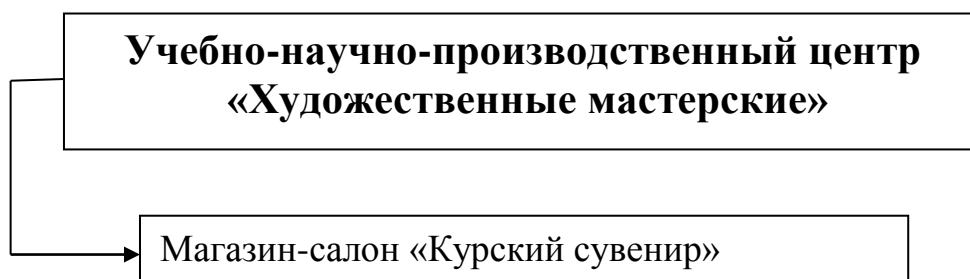 Учебно-научно-производственный центр
«Художественные мастерские»
Магазин-салон «Курский сувенир»